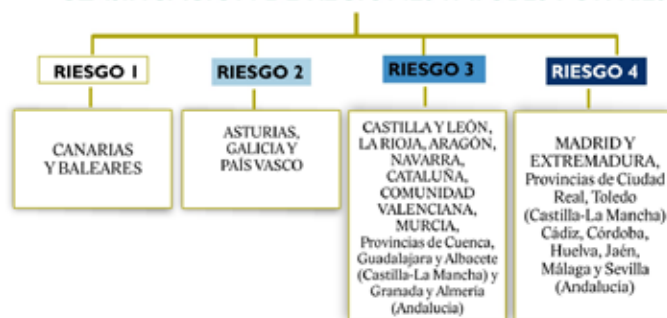 RIESGO 1
RIESGO 2
RIESGO 3
RIESGO 4
CANARIAS
Y BALEARES
ASTURIAS,
GALICIA Y
PAÍS VASCO
CASTILLA Y LEÓN,
LA RIOJA, ARAGÓN,
NAVARRA,
CATALUÑA,
COMUNIDAD
VALENCIANA,
MURCIA,
Provincias de Cuenca,
Guadalajara y Albacete
(Castilla-La Mancha) y
Granada y Almería
(Andalucía)
MADRID Y
EXTREMADURA,
Provincias de Ciudad
Real, Toledo
(Castilla-La Mancha)
Cádiz, Córdoba,
Huelva, Jaén,
Málaga y Sevilla
(Andalucía)